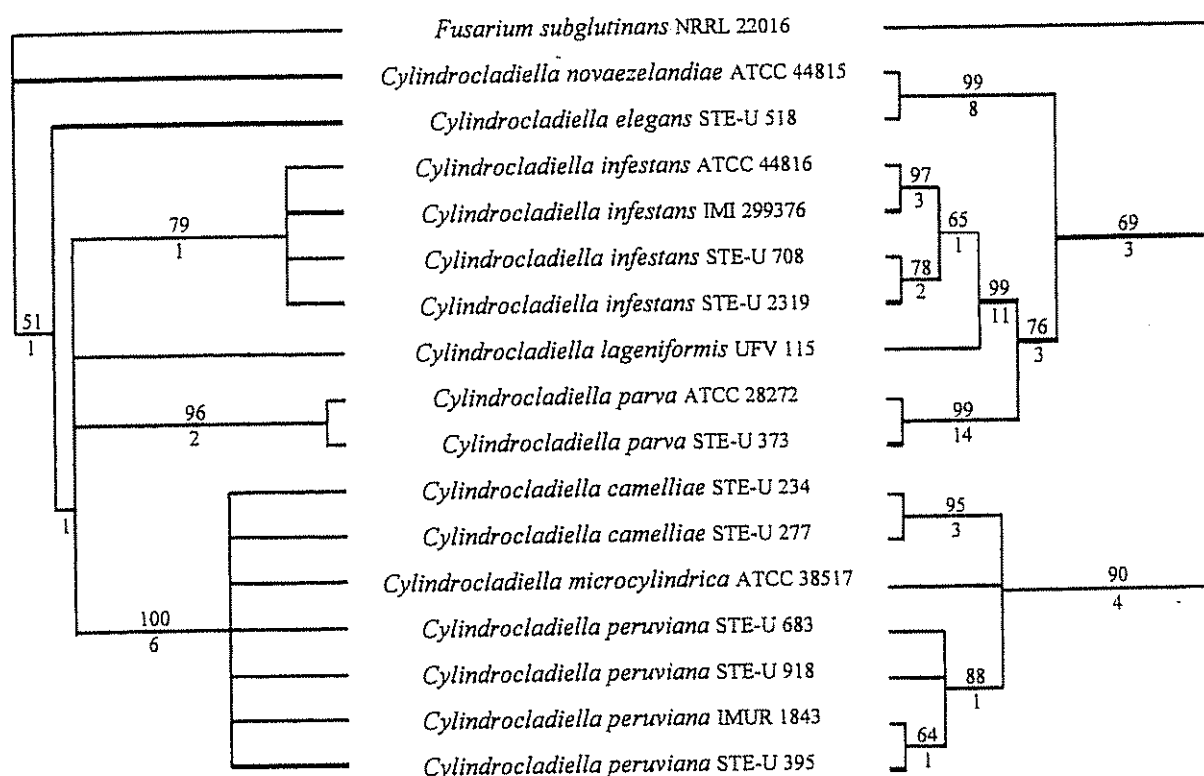 Fusarium subglutinans NRRL 22016
Cylindrocladiella novaezelandiae ATCC 44815
99
8
Cylindrocladiella elegans STE-U 518
Cylindrocladiella infestans ATCC 44816
97
3
Cylindrocladiella infestans IMI 299376
79
1
65
1
69
3
Cylindrocladiella infestans STE-U 708
78
2
Cylindrocladiella infestans STE-U 2319
99
11
51
1
76
3
Cylindrocladiella lageniformis UFV 115
Cylindrocladiella parva ATCC 28272
96
2
99
14
Cylindrocladiella parva STE-U 373
Cylindrocladiella camelliae STE-U 234
95
3
1
Cylindrocladiella camelliae STE-U 277
Cylindrocladiella microcylindrica ATCC 38517
90
4
100
6
Cylindrocladiella peruviana STE-U 683
Cylindrocladiella peruviana STE-U 918
88
1
Cylindrocladiella peruviana IMUR 1843
64
1
Cylindrocladiella peruviana STE-U 395